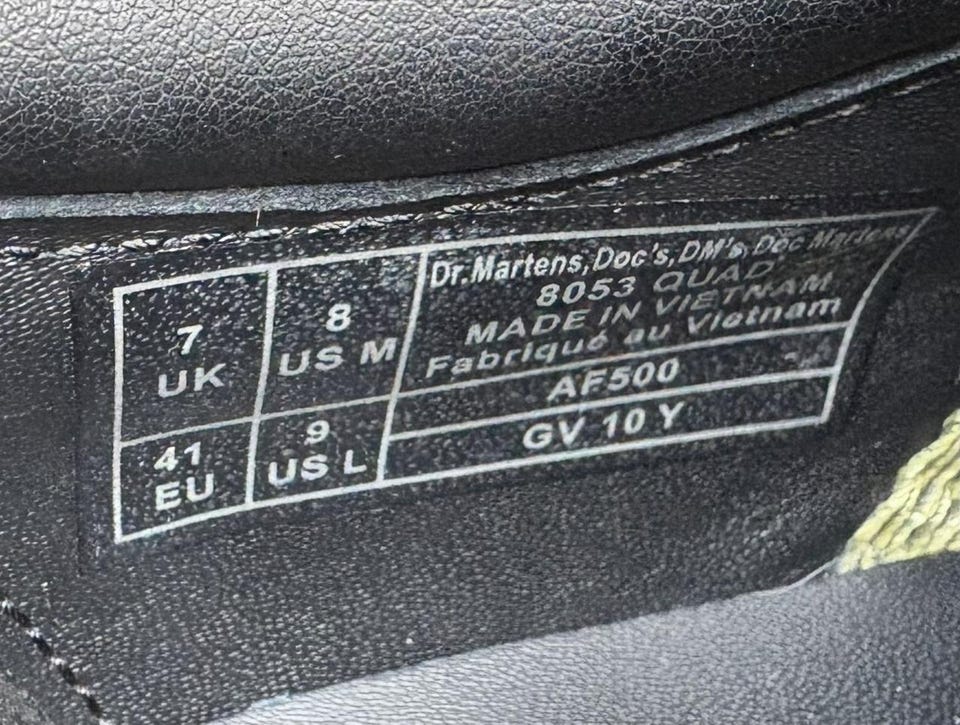 7
UK
8
US M
41
EU
9
US L
Dr.Martens,Doc's,DM's,Doc Martens
8053 QUAD
MADE IN VIETNAM
Fabriqué au Vietnam
AF500
GV 10 Y